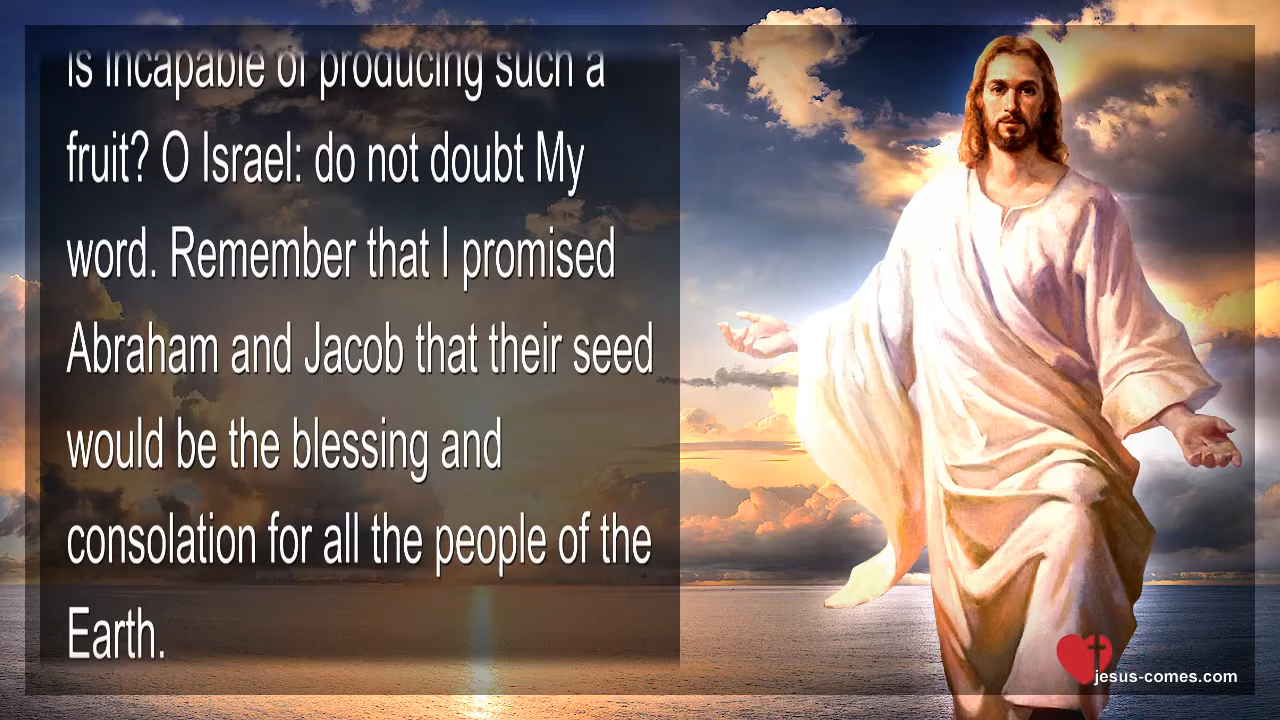 is incapable of producing such a
fruit? O Israel: do not doubt My
word. Remember that I promised
Abraham and Jacob that their seed
would be the blessing and
consolation for all the people of the
Earth.
jesus-comes.com